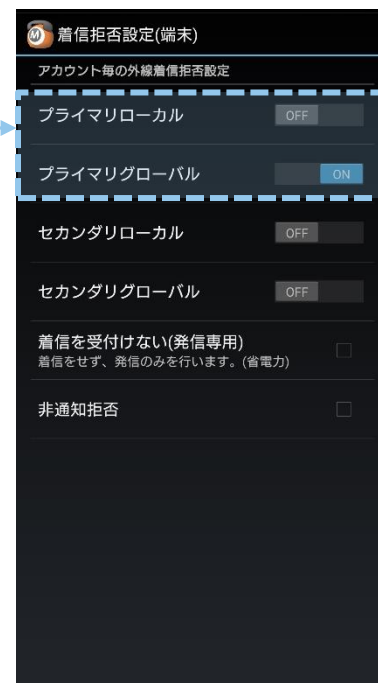 着信拒否設定(端末)
アカウント毎の外線着信拒否設定
プライマリローカル OFF
プライマリグローバル ON
セカンダリローカル OFF
セカンダリグローバル OFF
着信を受付けない(発信専用)
着信をせず、発信のみを行います。(省電力)
非通知拒否